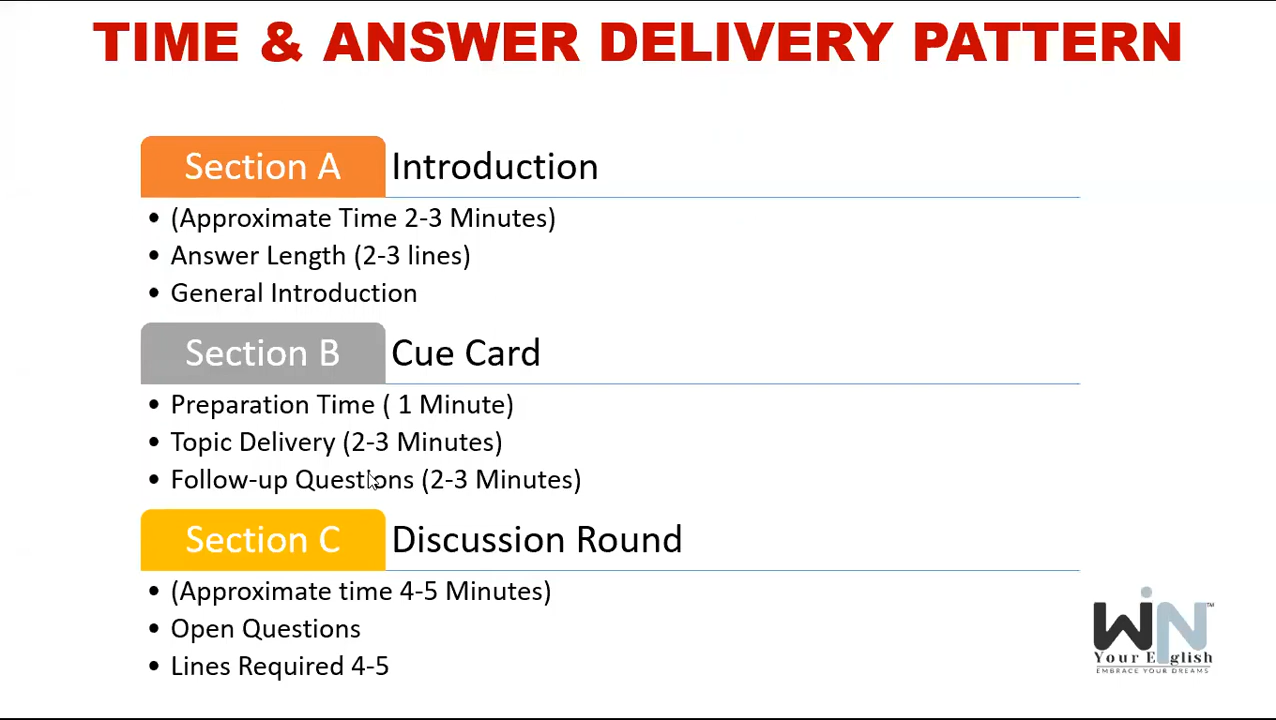 TIME & ANSWER DELIVERY PATTERN
Section A Introduction
• (Approximate Time 2-3 Minutes)
• Answer Length (2-3 lines)
• General Introduction
Section B Cue Card
• Preparation Time ( 1 Minute)
• Topic Delivery (2-3 Minutes)
• Follow-up Questions (2-3 Minutes)
Section C Discussion Round
• (Approximate time 4-5 Minutes)
• Open Questions
• Lines Required 4-5
WiN™
Your English
EMBRACE YOUR DREAMS